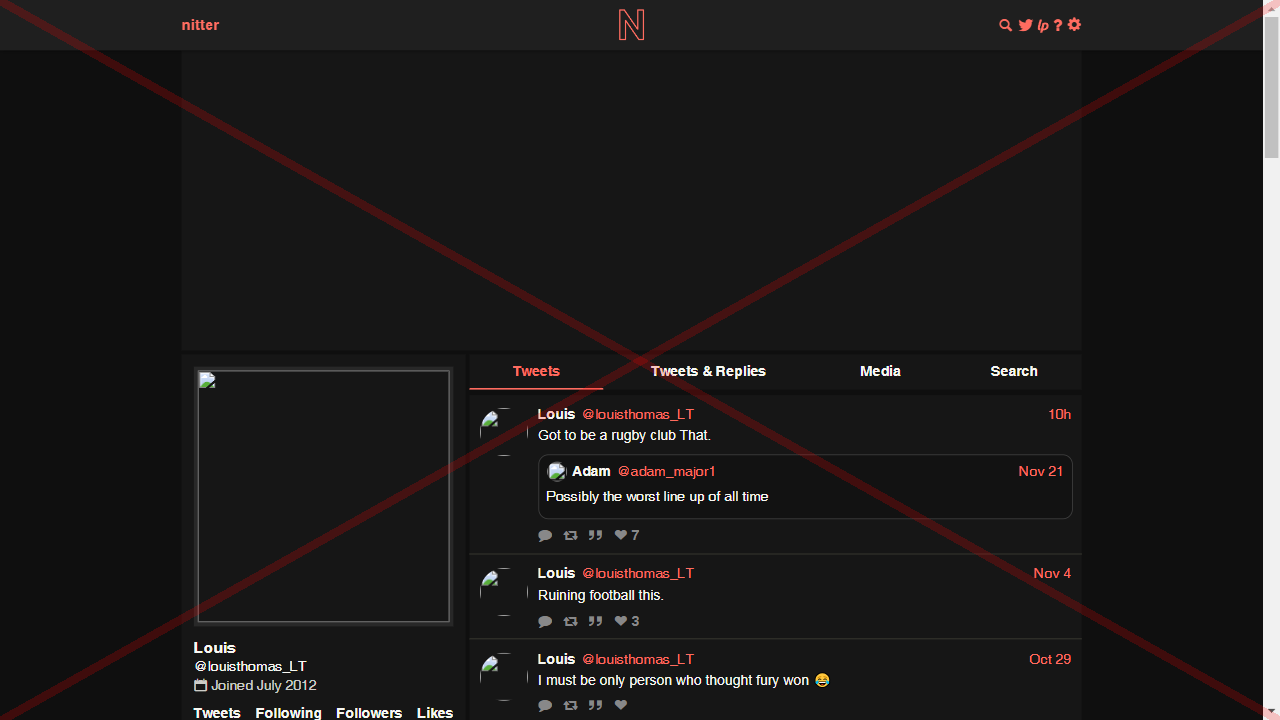 nitter
N
lp ?
Tweets Tweets & Replies Media Search
Louis @louisthomas_LT 10h
Got to be a rugby club That.
Adam @adam_major1 Nov 21
Possibly the worst line up of all time
7
Louis @louisthomas_LT Nov 4
Ruining football this.
3
Louis @louisthomas_LT Oct 29
I must be only person who thought fury won 😂
Louis
@louisthomas_LT
Joined July 2012
Tweets Following Followers Likes